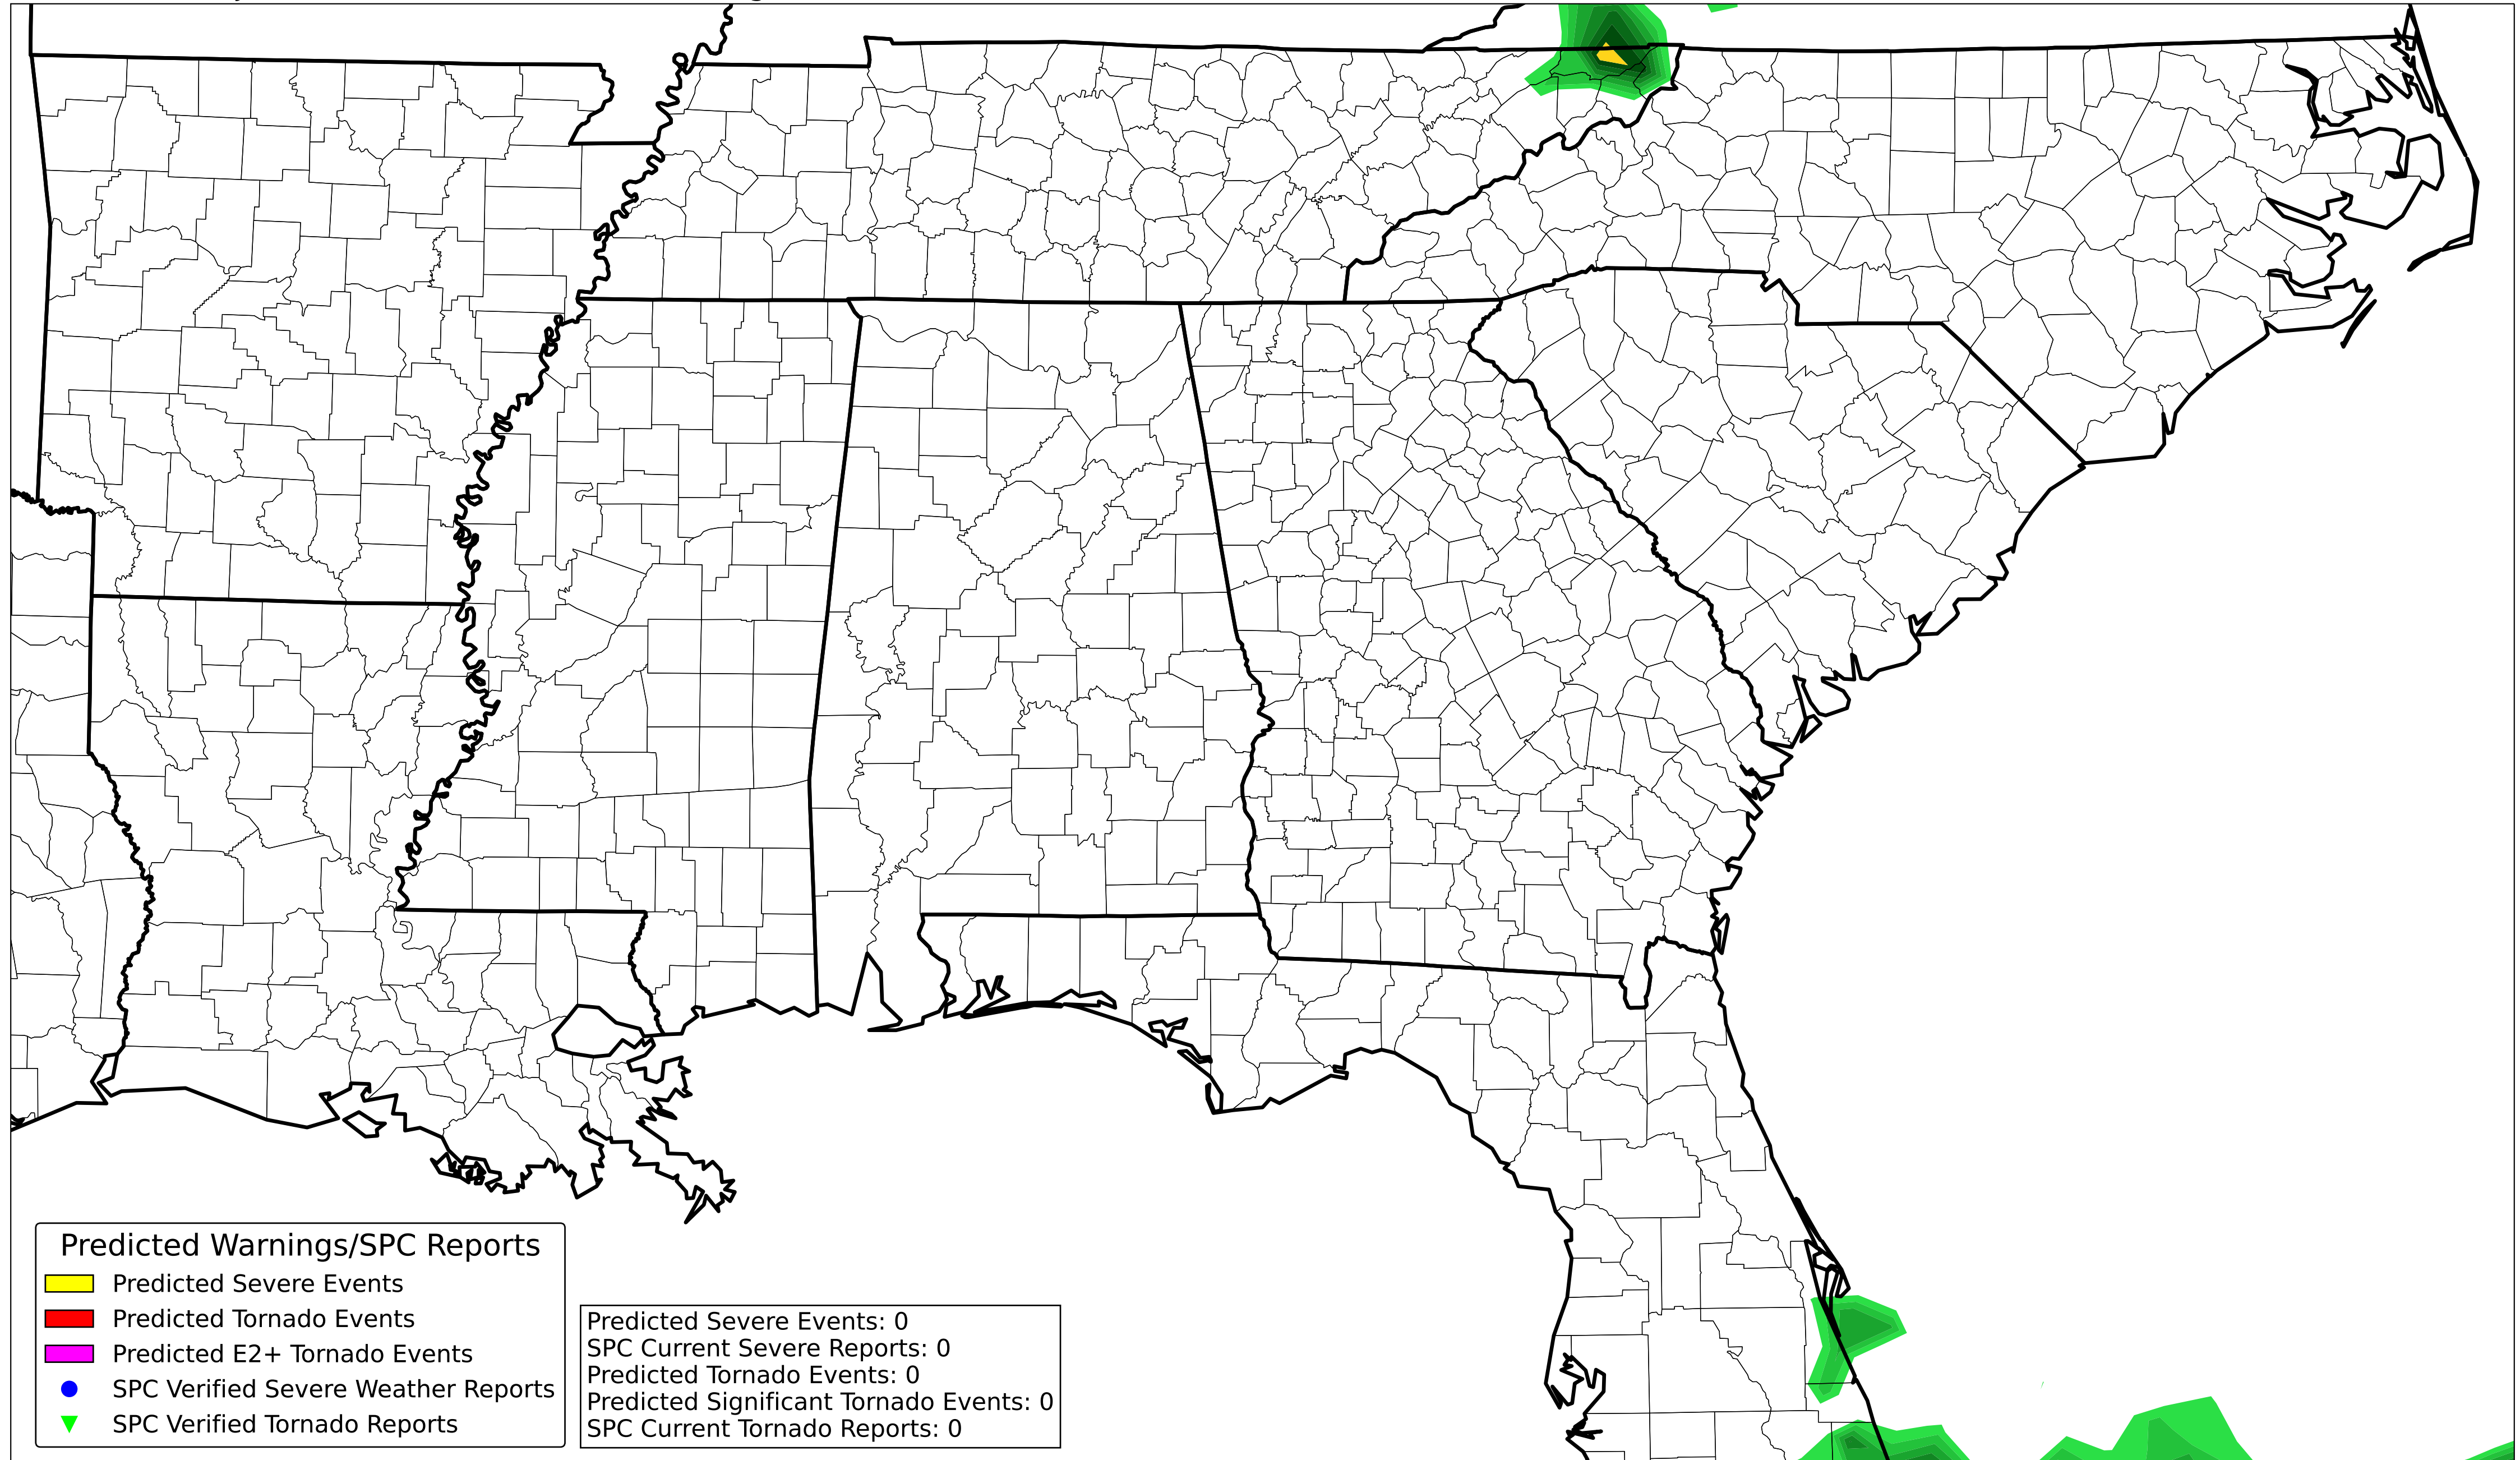 Predicted Warnings/SPC Reports
Predicted Severe Events
Predicted Tornado Events
Predicted E2+ Tornado Events
SPC Verified Severe Weather Reports
SPC Verified Tornado Reports
Predicted Severe Events: 0
SPC Current Severe Reports: 0
Predicted Tornado Events: 0
Predicted Significant Tornado Events: 0
SPC Current Tornado Reports: 0